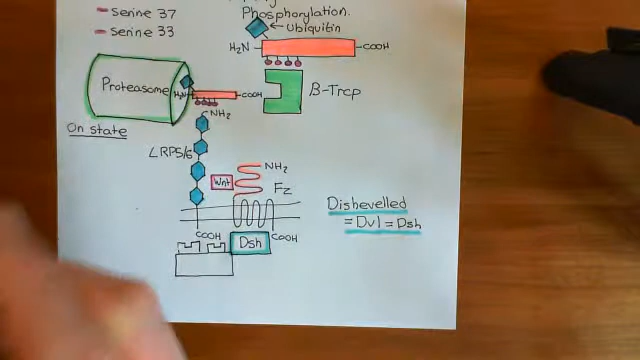 Phosphorylation.
Serine 37
Serine 33
Ubiquitin
H₂N
COOH
Proteasome
H₂N
COOH
β-Trcp
On state
NH₂
LRP5/6
NH₂
Wnt
Fz
Dishevelled
= Dvl = Dsh
COOH
Dsh
COOH